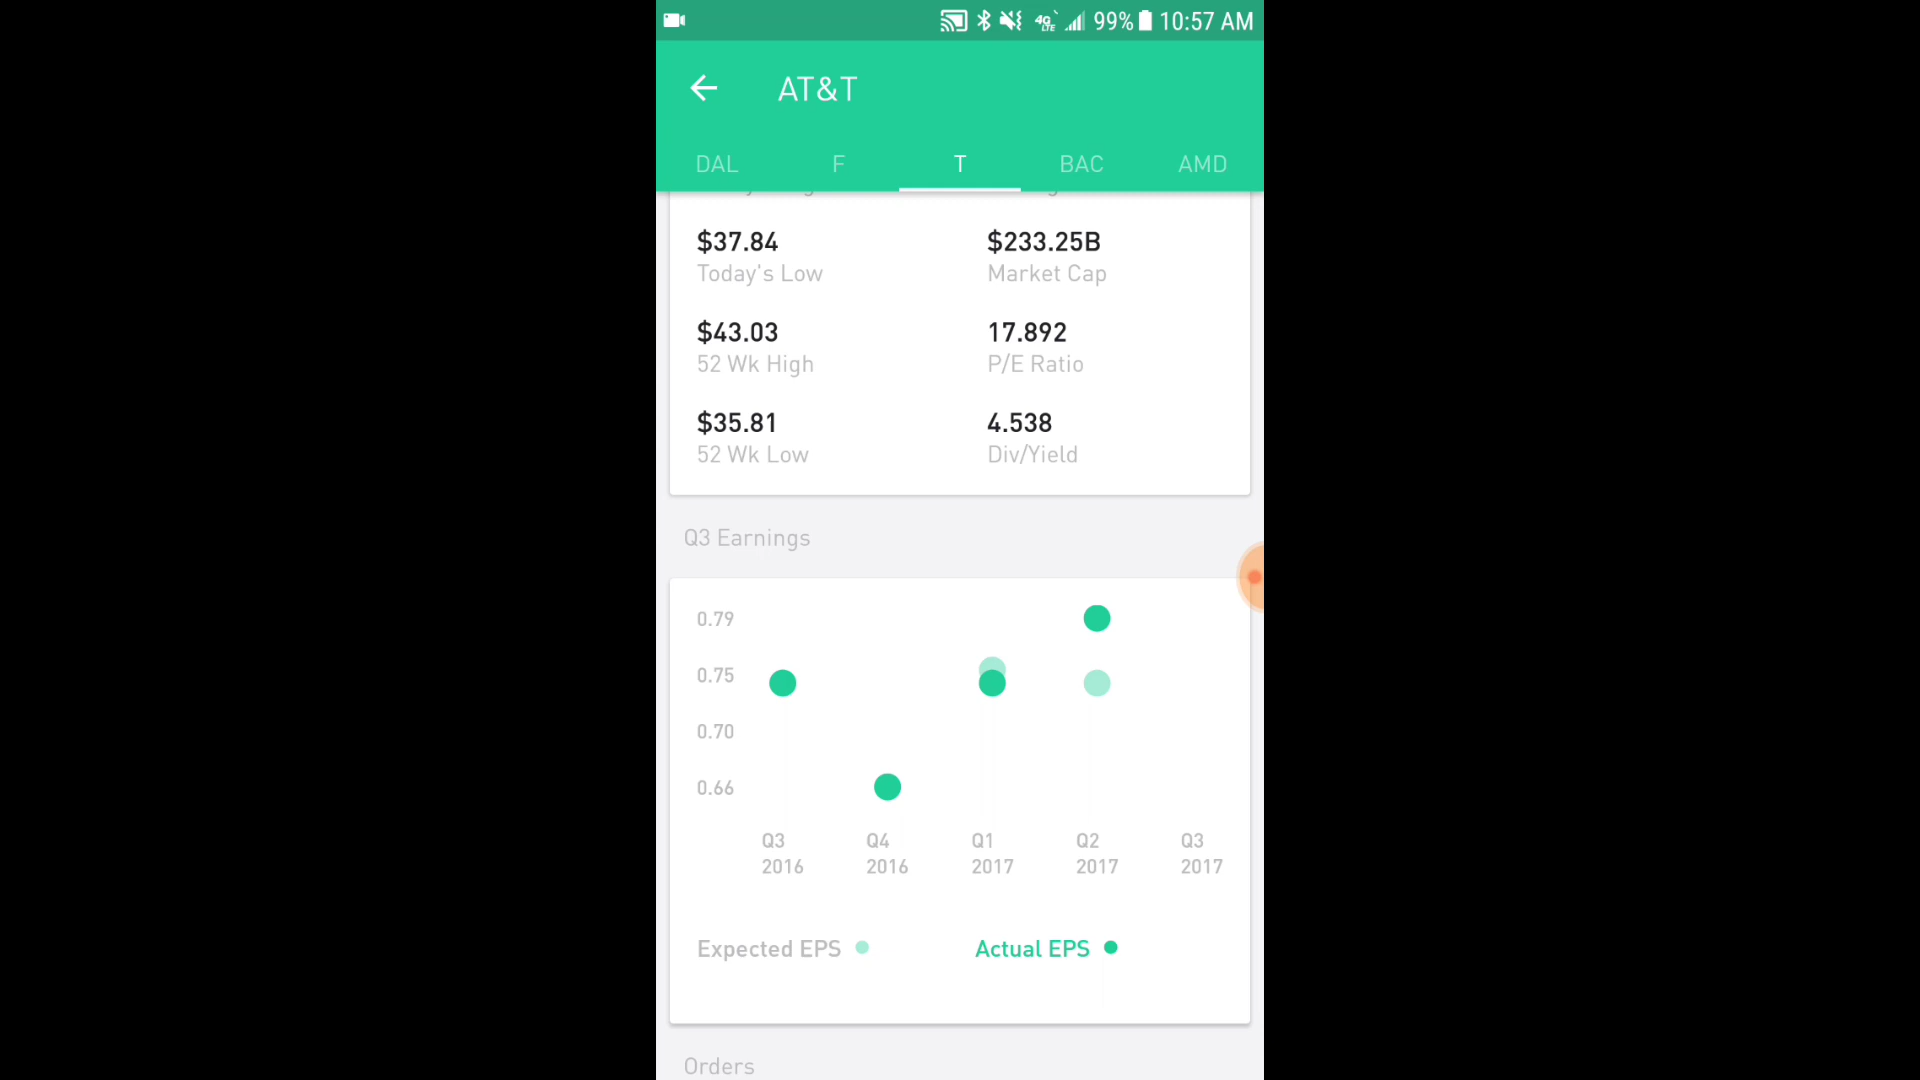 4G LTE 99% 10:57 AM
AT&T
DAL F T BAC AMD
$37.84 $233.25B
Today's Low Market Cap
$43.03 17.892
52 Wk High P/E Ratio
$35.81 4.538
52 Wk Low Div/Yield
Q3 Earnings
0.79
0.75
0.70
0.66
Q3 Q4 Q1 Q2 Q3
2016 2016 2017 2017 2017
Expected EPS Actual EPS
Orders